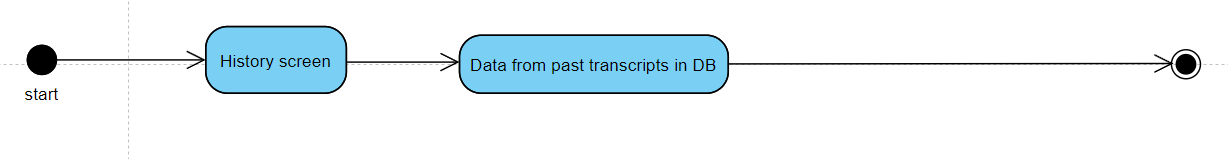 History screen
Data from past transcripts in DB
start